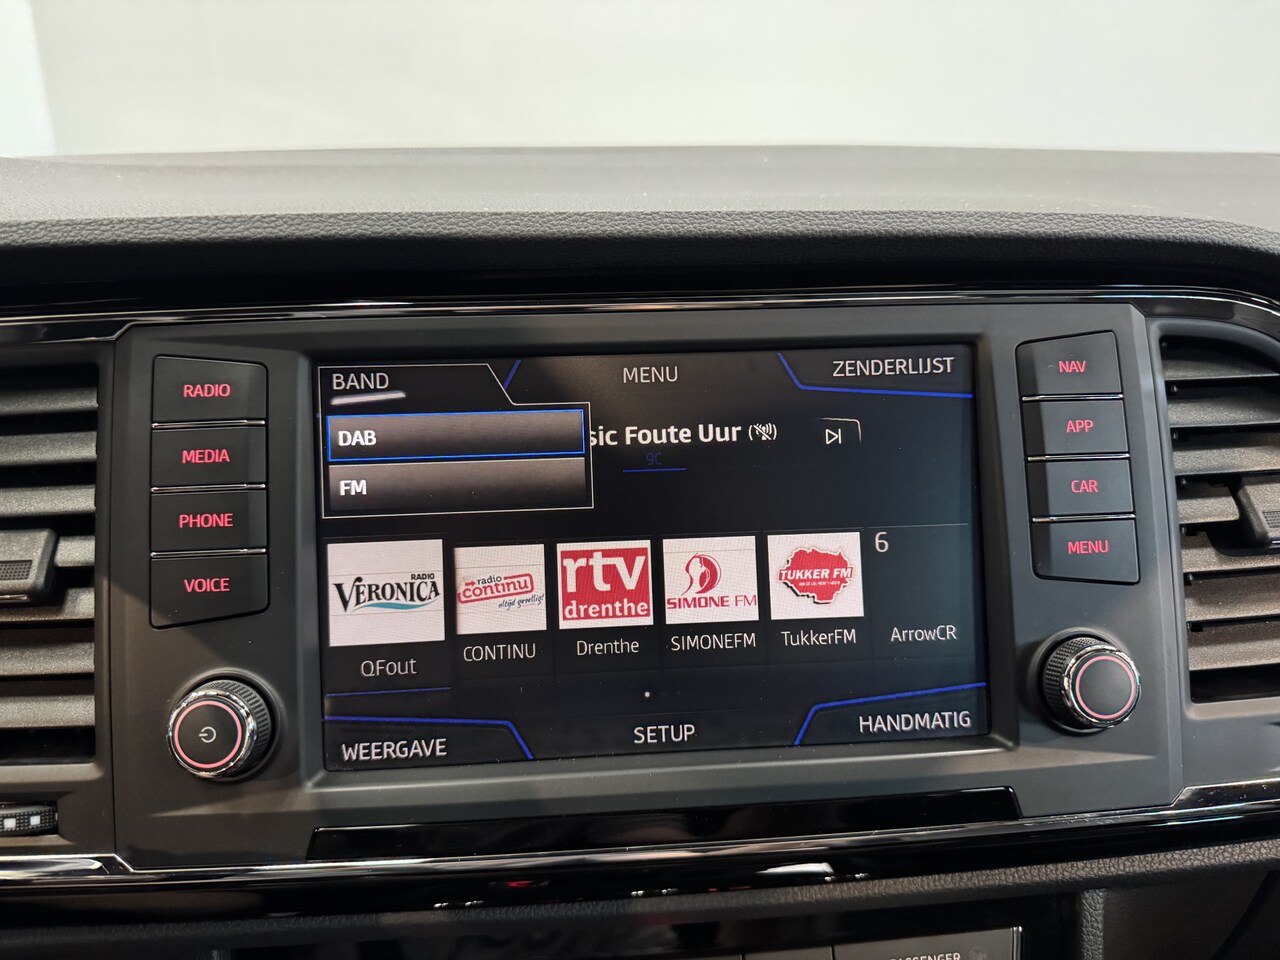 RADIO
MEDIA
PHONE
VOICE
BAND
MENU
ZENDERLIJST
DAB
FM
sic Foute Uur
9C
RADIO
VERONICA
QFout
radio
continu
altijd gezellig!
CONTINU
rtv
drenthe
Drenthe
SIMONE FM
SIMONEFM
TUKKER FM
TukkerFM
6
ArrowCR
WEERGAVE
SETUP
HANDMATIG
NAV
APP
CAR
MENU